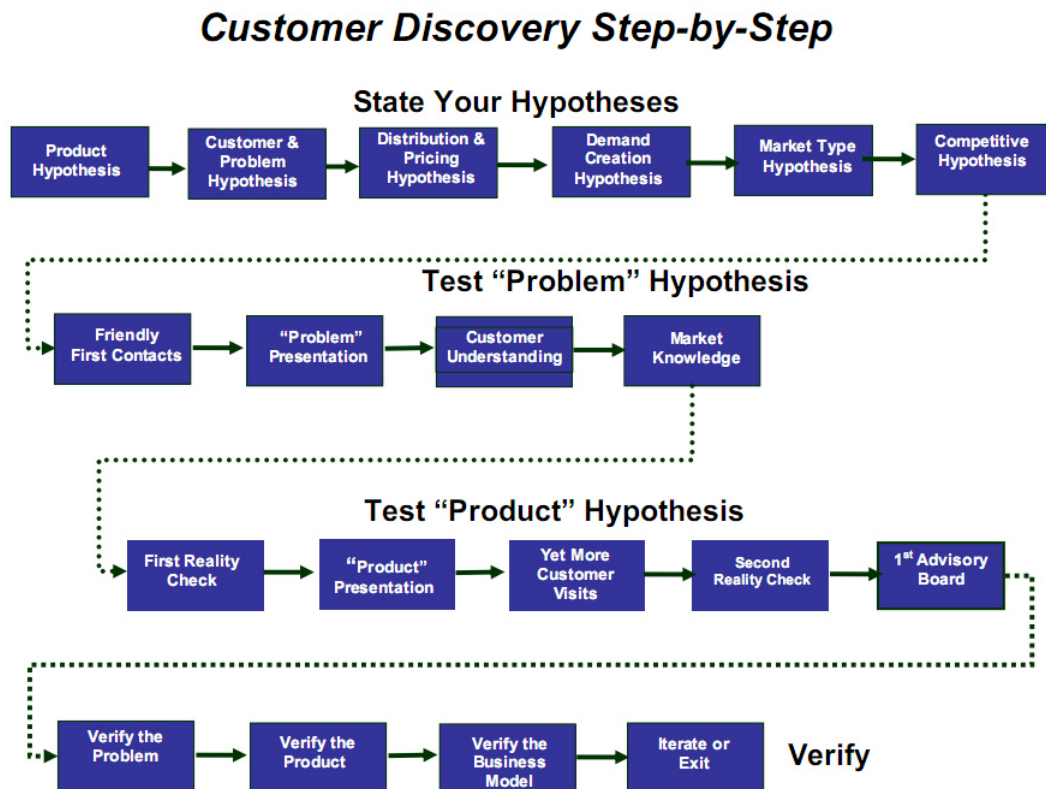 Customer Discovery Step-by-Step
State Your Hypotheses
Product
Hypothesis
Customer &
Problem
Hypothesis
Distribution &
Pricing
Hypothesis
Demand
Creation
Hypothesis
Market Type
Hypothesis
Competitive
Hypothesis
Test “Problem” Hypothesis
Friendly
First Contacts
“Problem”
Presentation
Customer
Understanding
Market
Knowledge
Test “Product” Hypothesis
First Reality
Check
“Product”
Presentation
Yet More
Customer
Visits
Second
Reality Check
1st Advisory
Board
Verify the
Problem
Verify the
Product
Verify the
Business
Model
Iterate or
Exit
Verify